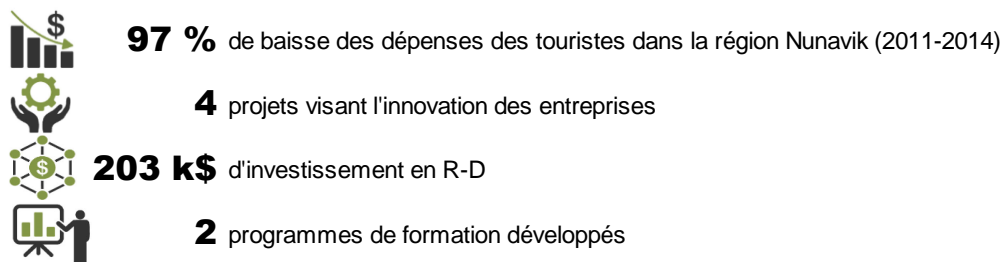 $
97 % de baisse des dépenses des touristes dans la région Nunavik (2011-2014)
4 projets visant l'innovation des entreprises
$
203 k$ d'investissement en R-D
2 programmes de formation développés